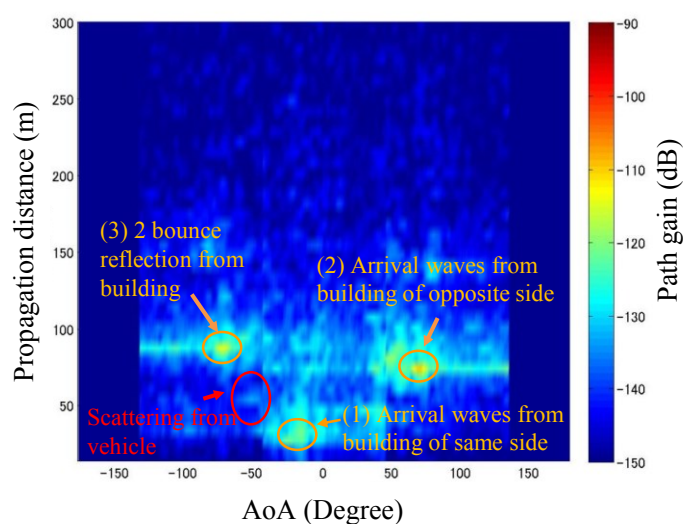 300
250
200
150
100
50
−150
−100
−50
0
50
100
150
Propagation distance (m)
AoA (Degree)
(3) 2 bounce
reflection from
building
(2) Arrival waves from
building of opposite side
Scattering from
vehicle
(1) Arrival waves from
building of same side
−90
−100
−110
−120
−130
−140
−150
Path gain (dB)